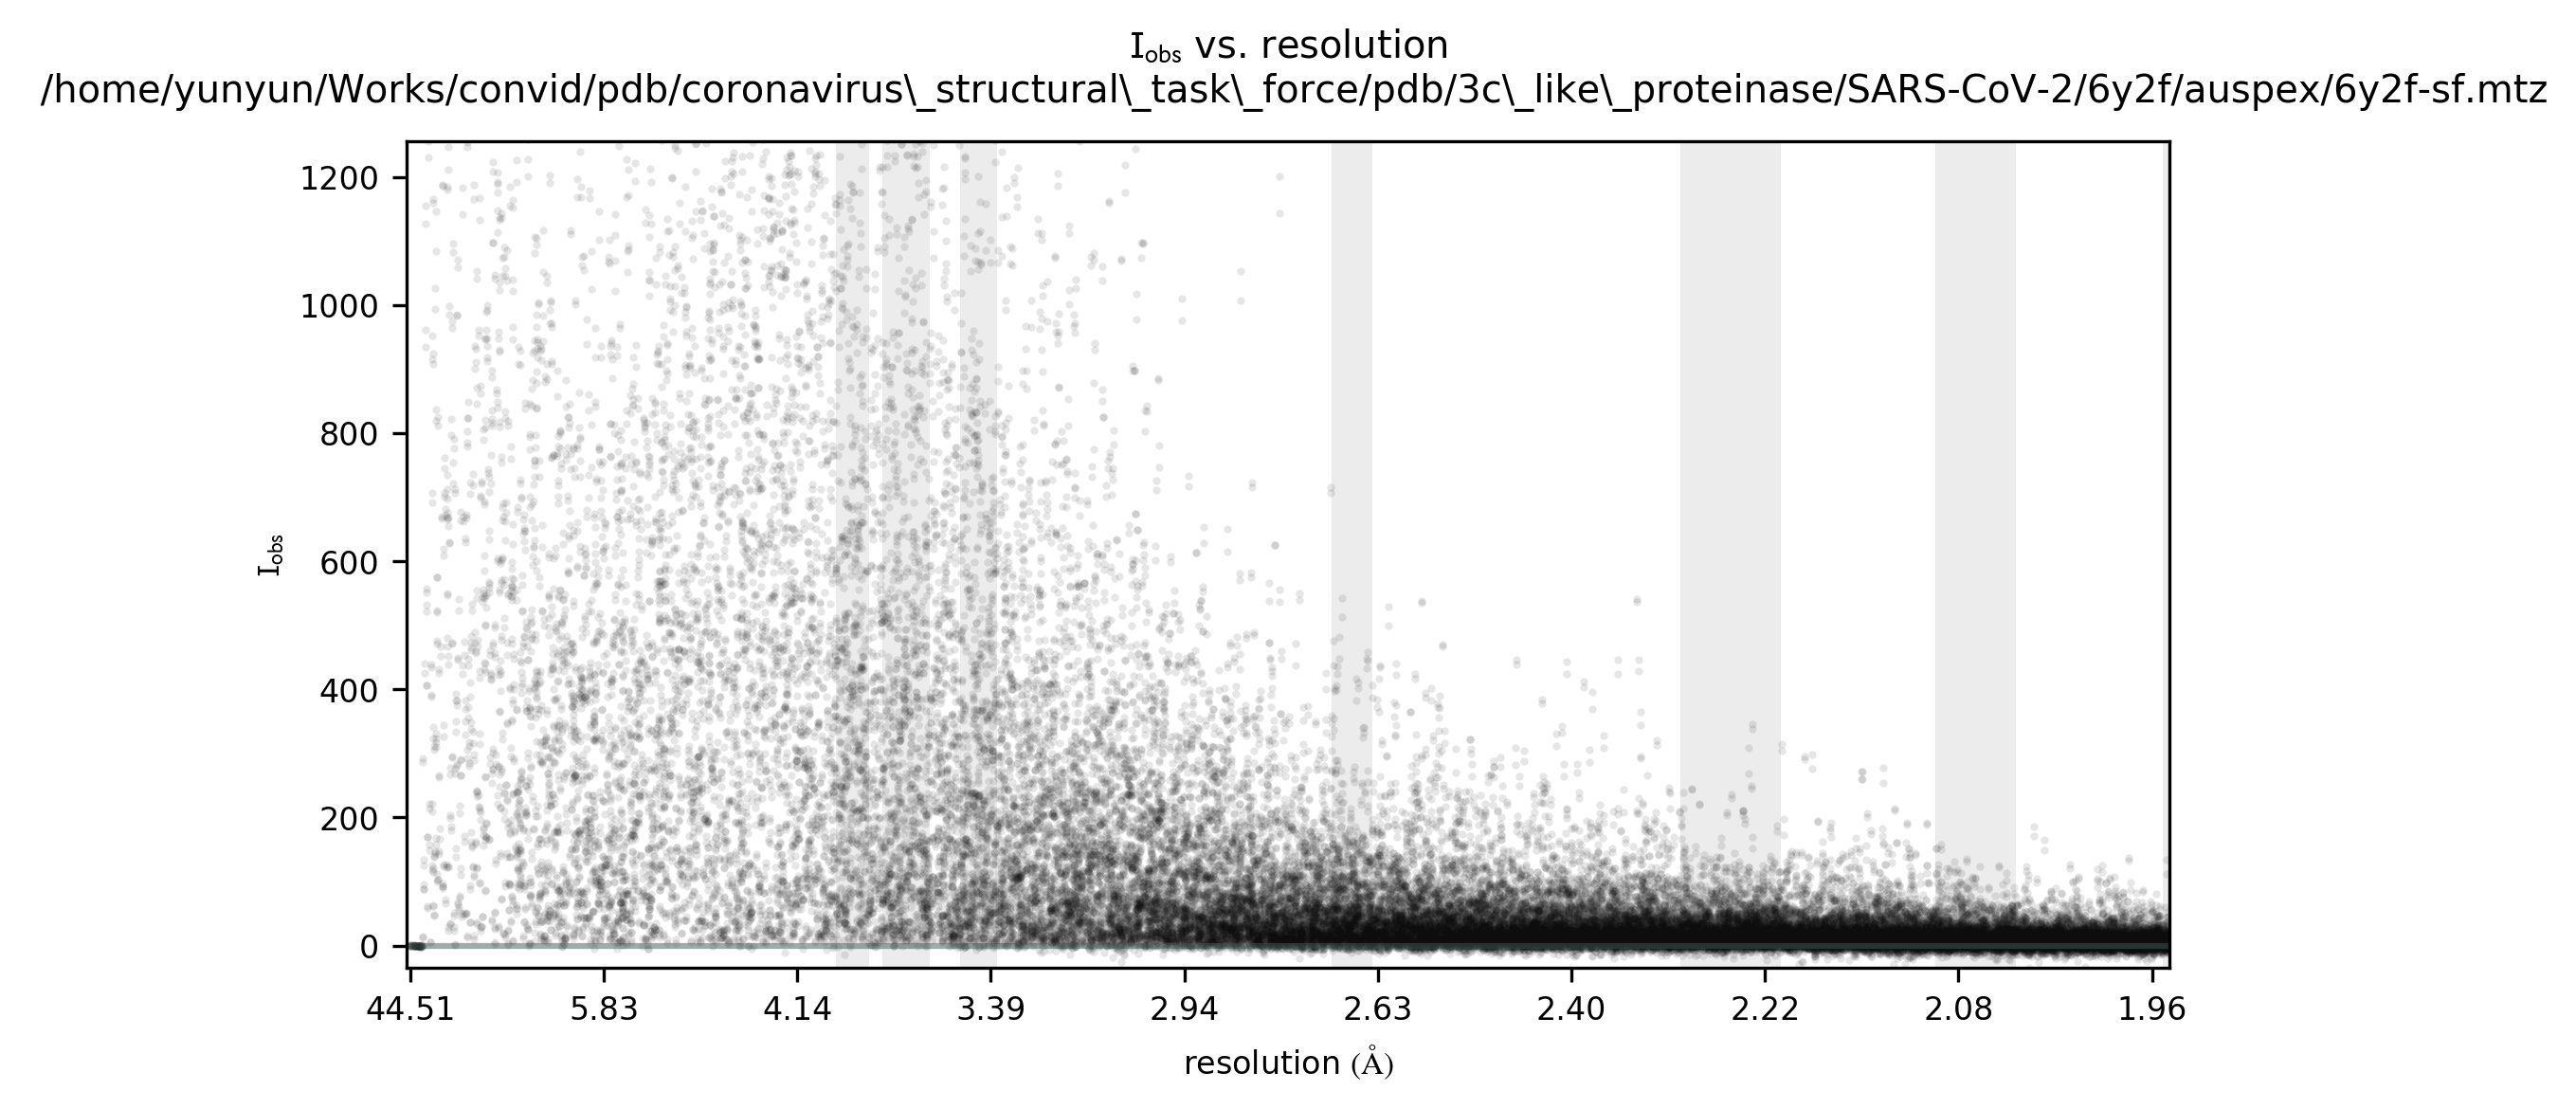 I_obs vs. resolution
/home/yunyun/Works/convid/pdb/coronavirus\_structural\_task\_force/pdb/3c\_like\_proteinase/SARS-CoV-2/6y2f/auspex/6y2f-sf.mtz
1200
1000
800
600
400
200
0
I_obs
44.51 5.83 4.14 3.39 2.94 2.63 2.40 2.22 2.08 1.96
resolution (Å)